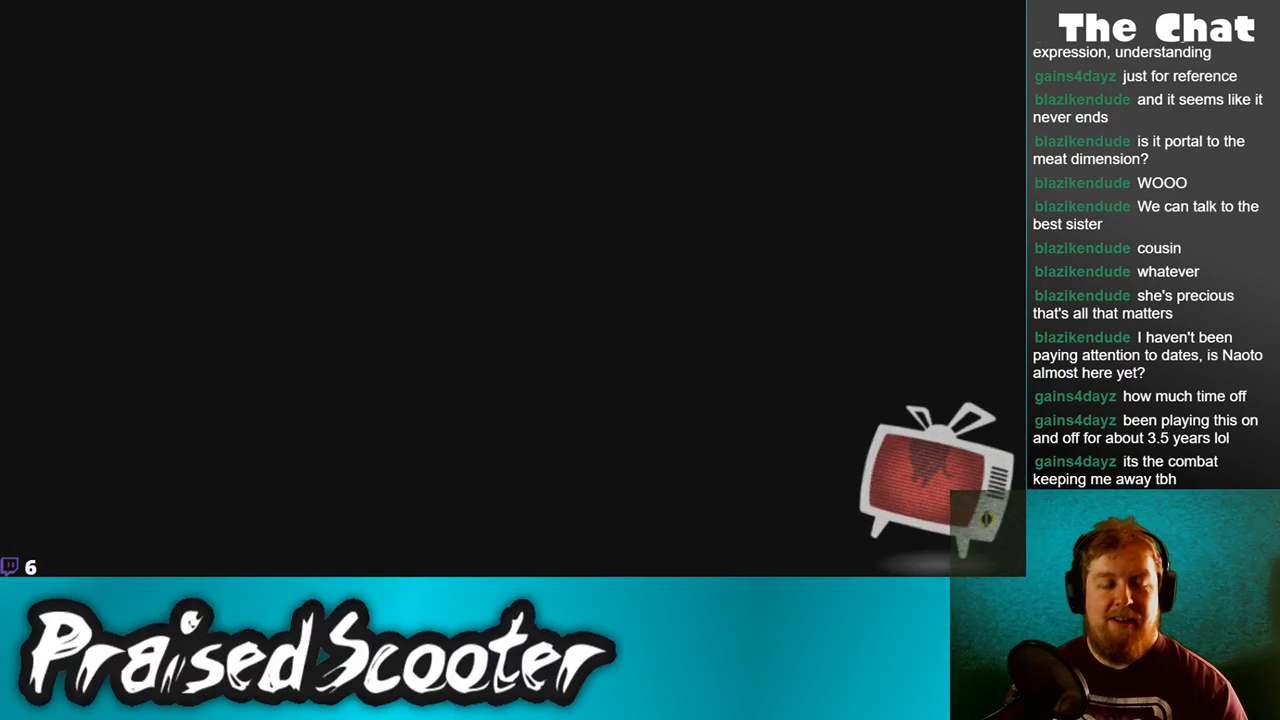 The Chat
expression, understanding
gains4dayz just for reference
blazikendude and it seems like it
never ends
blazikendude is it portal to the
meat dimension?
blazikendude WOOO
blazikendude We can talk to the
best sister
blazikendude cousin
blazikendude whatever
blazikendude she's precious
that's all that matters
blazikendude I haven't been
paying attention to dates, is Naoto
almost here yet?
gains4dayz how much time off
gains4dayz been playing this on
and off for about 3.5 years lol
gains4dayz its the combat
keeping me away tbh
6
PraisedScooter